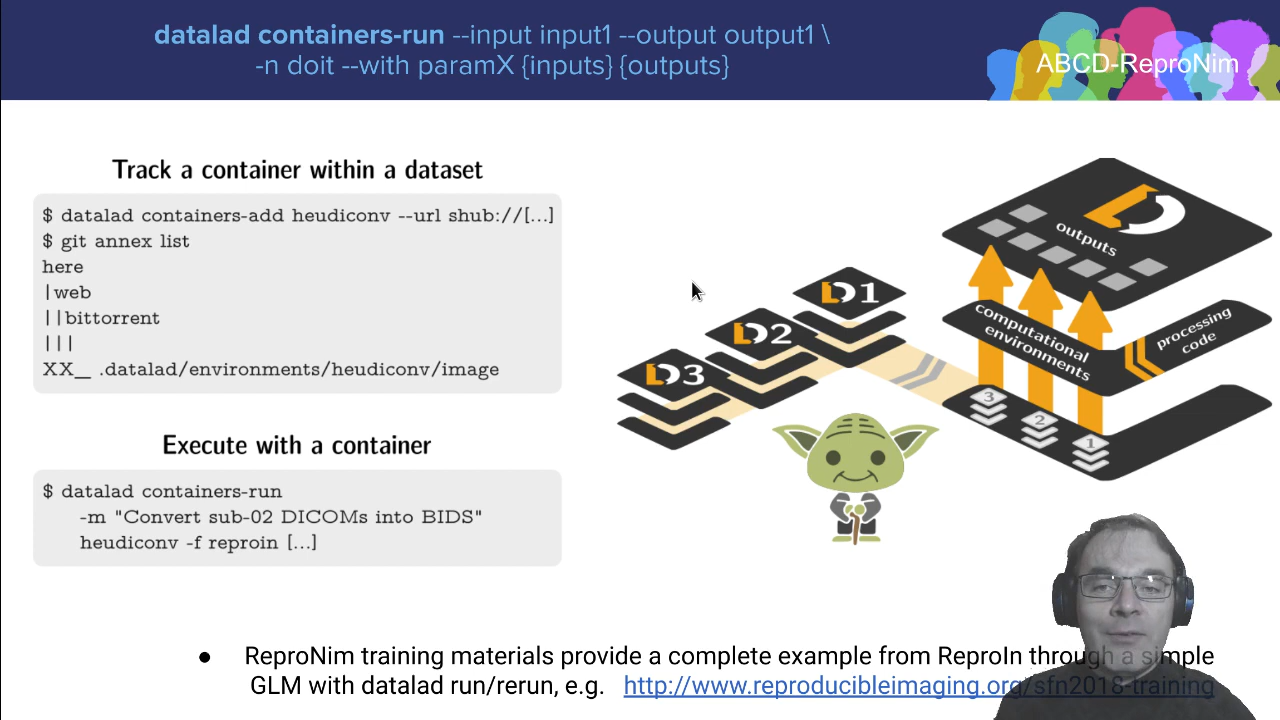 datalad containers-run --input input1 --output output1 \
-n doit --with paramX {inputs} {outputs}
ABCD-ReproNim
Track a container within a dataset
$ datalad containers-add heudiconv --url shub://[...]
$ git annex list
here
|web
||bittorrent
|||
XX_ .datalad/environments/heudiconv/image
Execute with a container
$ datalad containers-run
-m "Convert sub-02 DICOMs into BIDS"
heudiconv -f reproin [...]
D3
D2
D1
outputs
computational
environments
processing
code
3
2
1
● ReproNim training materials provide a complete example from ReproIn through a simple
GLM with datalad run/rerun, e.g. http://www.reproducibleimaging.org/sfn2018-training